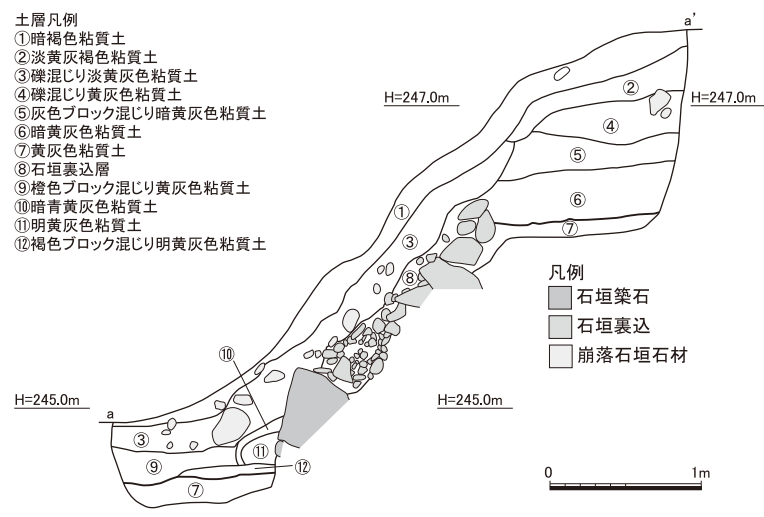 土層凡例
①暗褐色粘質土
②淡黄灰褐色粘質土
③礫混じり淡黄灰色粘質土
④礫混じり黄灰色粘質土
⑤灰色ブロック混じり暗黄灰色粘質土
⑥暗黄灰色粘質土
⑦黄灰色粘質土
⑧石垣裏込層
⑨橙色ブロック混じり黄灰色粘質土
⑩暗青黄灰色粘質土
⑪明黄灰色粘質土
⑫褐色ブロック混じり明黄灰色粘質土
a’
H=247.0m
H=247.0m
②
④
⑤
⑥
⑦
①
③
⑧
凡例
石垣築石
石垣裏込
崩落石垣石材
⑩
H=245.0m
H=245.0m
a
③
⑪
⑨
⑫
⑦
0
1m